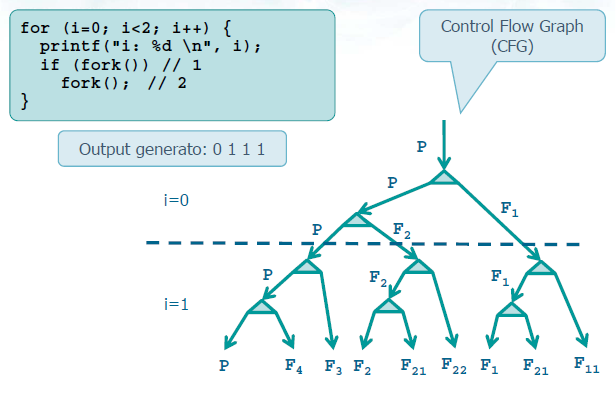 for (i=0; i<2; i++) {
printf("i: %d \n", i);
if (fork()) // 1
fork(); // 2
}
Control Flow Graph
(CFG)
Output generato: 0 1 1 1
P
P
F1
i=0
P
F2
P
F2
F1
i=1
P
F4
F3
F2
F21
F22
F1
F21
F11